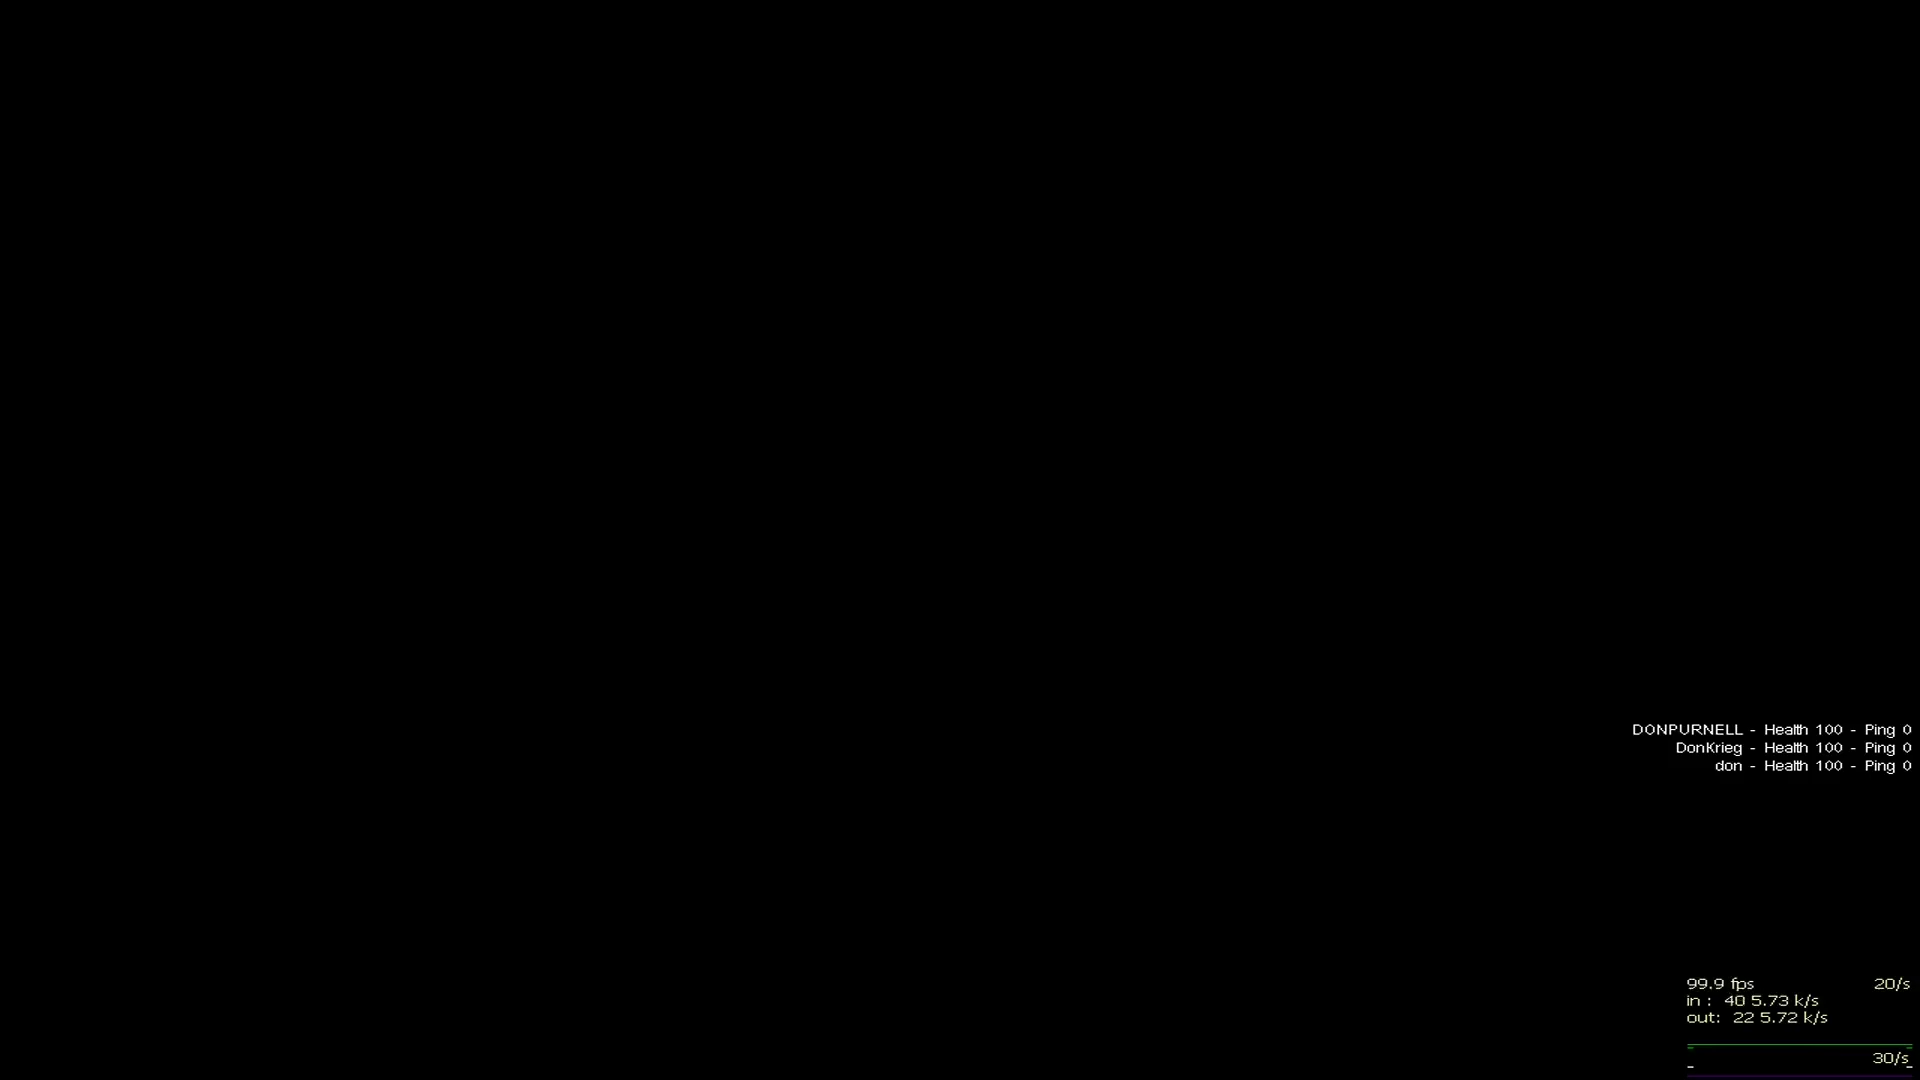 DONPURNELL - Health 100 - Ping 0
DonKrieg - Health 100 - Ping 0
don - Health 100 - Ping 0
99.9 fps 20/s
in : 40 5.73 k/s
out: 22 5.72 k/s
30/s